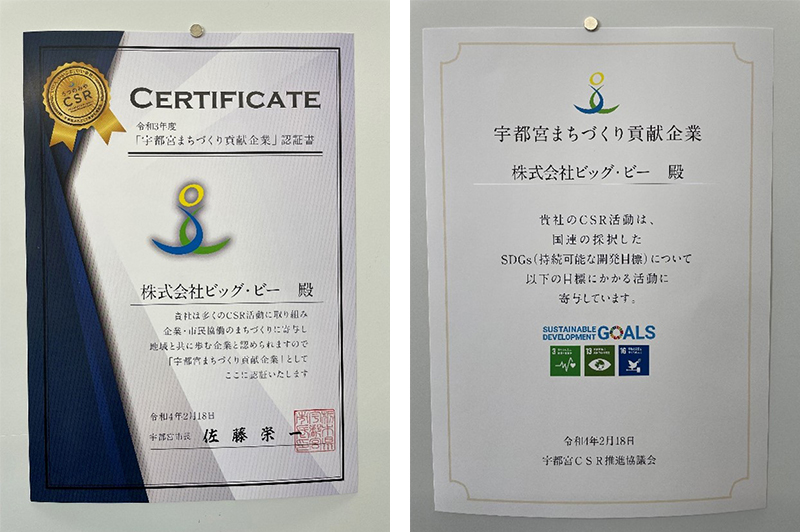 うつのみや
CSR
CERTIFICATE
令和3年度
「宇都宮まちづくり貢献企業」認証書
株式会社ビッグ・ビー 殿
貴社は多くのCSR活動に取り組み
企業・市民協働のまちづくりに寄与し
地域と共に歩む企業と認められますので
「宇都宮まちづくり貢献企業」として
ここに認証いたします
令和4年2月18日
宇都宮市長 佐藤栄一
宇都宮まちづくり貢献企業
株式会社ビッグ・ビー 殿
貴社のCSR活動は、
国連の採択した
SDGs(持続可能な開発目標)について
以下の目標にかかる活動に
寄与しています。
SUSTAINABLE
DEVELOPMENT GOALS
3 13 16
令和4年2月18日
宇都宮CSR推進協議会